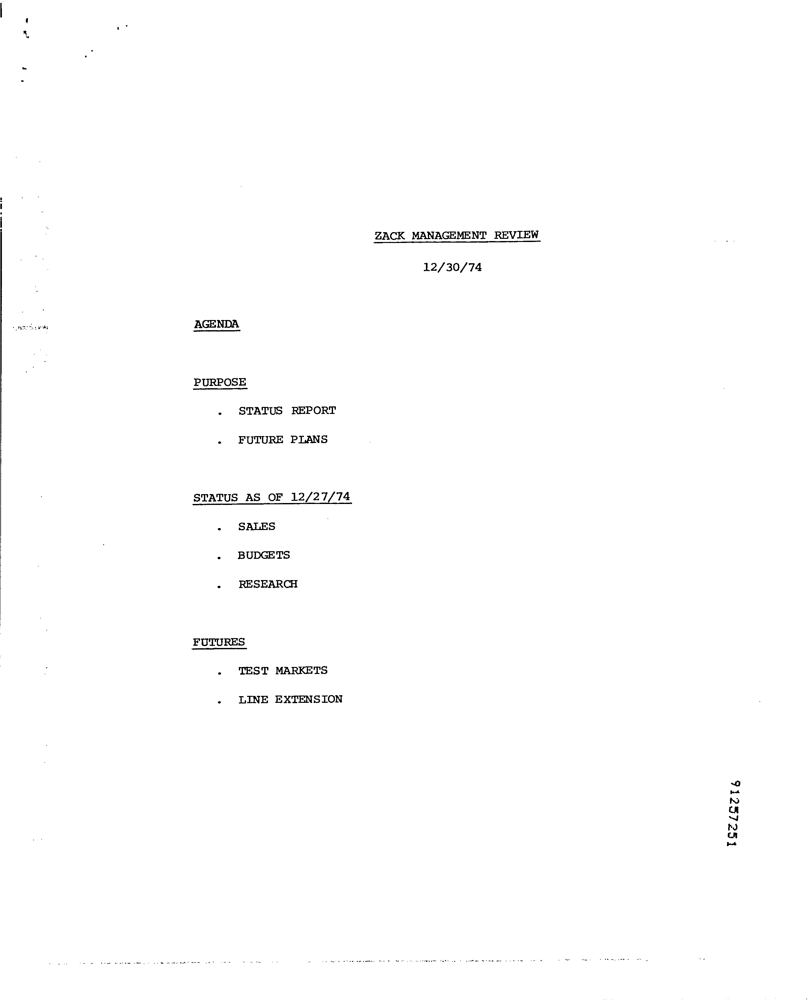 ZACK MANAGEMENT REVIEW
12/30/74
AGENDA
PURPOSE
. STATUS REPORT
. FUTURE PLANS
STATUS AS OF 12/27/74
. SALES
. BUDGETS
. RESEARCH
FUTURES
. TEST MARKETS
. LINE EXTENSION
91257251